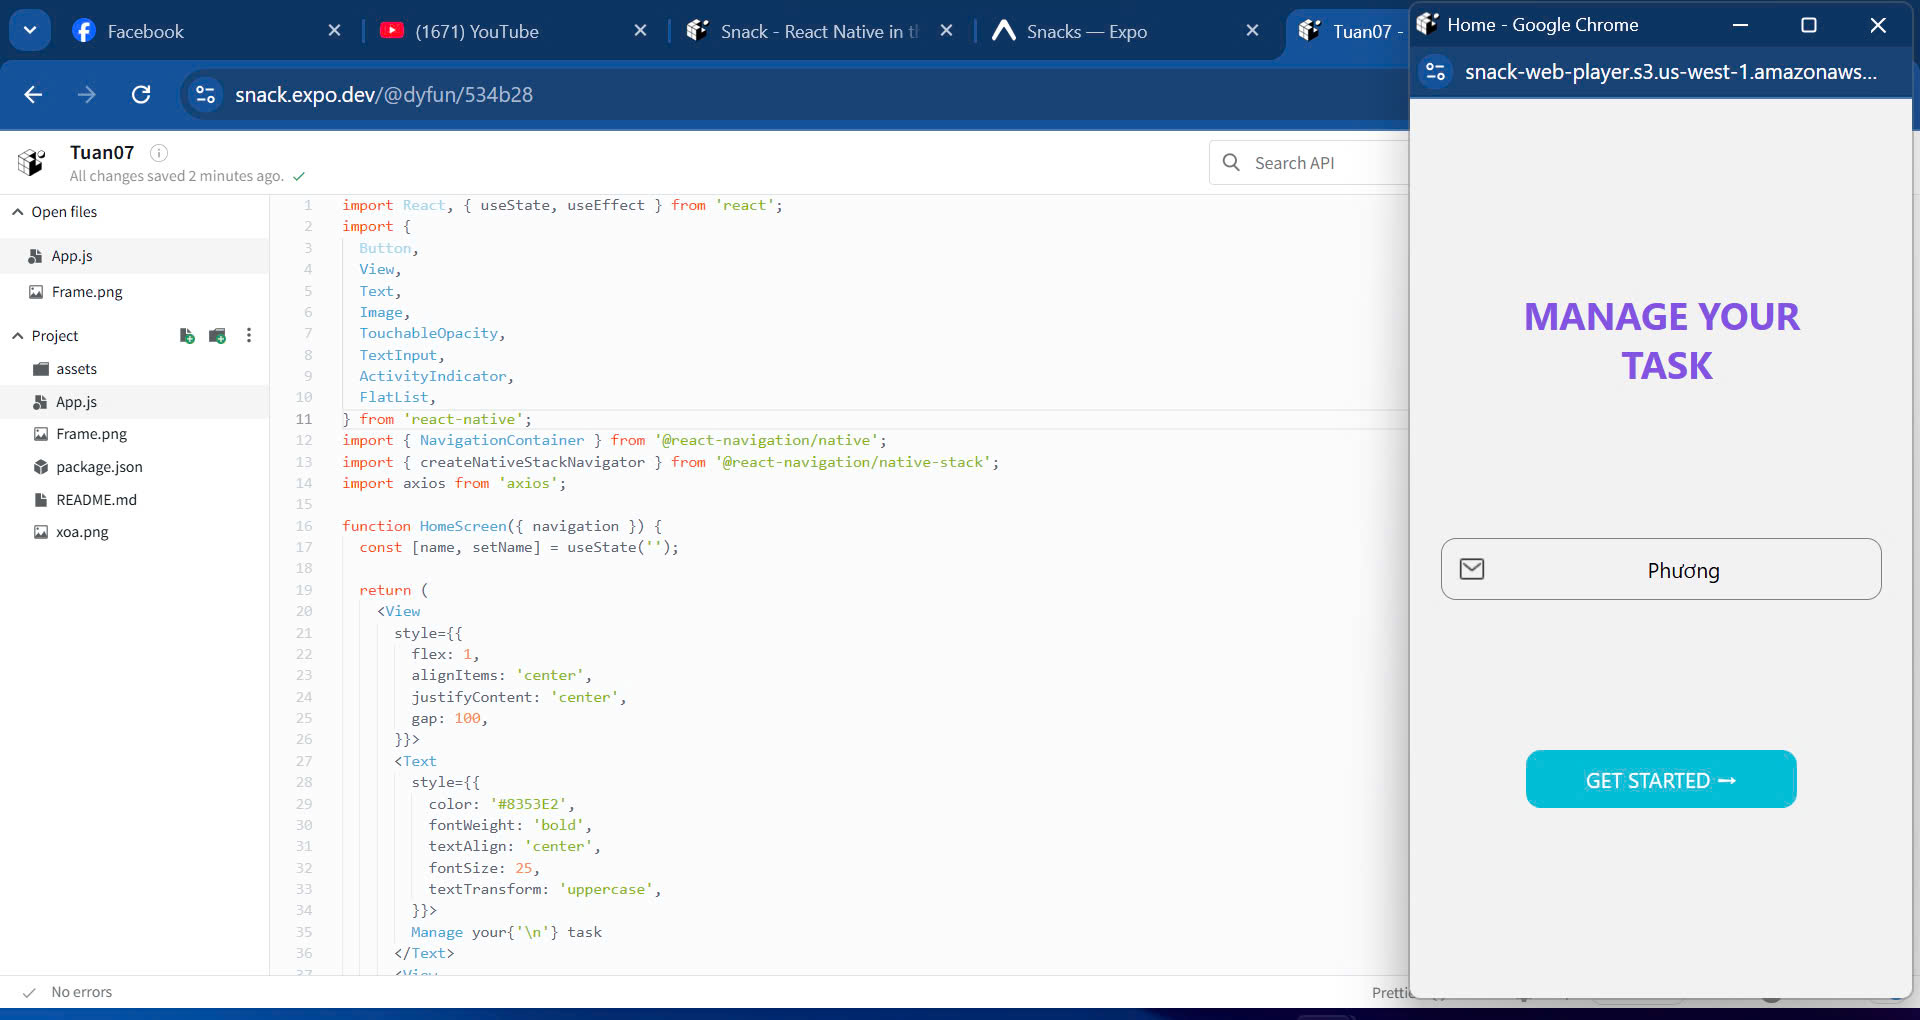 Facebook
(1671) YouTube
Snack - React Native in th
Snacks — Expo
Tuan07 -
snack.expo.dev/@dyfun/534b28
Tuan07
All changes saved 2 minutes ago.
Search API
Open files
App.js
Frame.png
Project
assets
App.js
Frame.png
package.json
README.md
xoa.png
1 import React, { useState, useEffect } from 'react';
2 import {
3 Button,
4 View,
5 Text,
6 Image,
7 TouchableOpacity,
8 TextInput,
9 ActivityIndicator,
10 FlatList,
11 } from 'react-native';
12 import { NavigationContainer } from '@react-navigation/native';
13 import { createNativeStackNavigator } from '@react-navigation/native-stack';
14 import axios from 'axios';
15
16 function HomeScreen({ navigation }) {
17 const [name, setName] = useState('');
18
19 return (
20 <View
21 style={{
22 flex: 1,
23 alignItems: 'center',
24 justifyContent: 'center',
25 gap: 100,
26 }}>
27 <Text
28 style={{
29 color: '#8353E2',
30 fontWeight: 'bold',
31 textAlign: 'center',
32 fontSize: 25,
33 textTransform: 'uppercase',
34 }}>
35 Manage your{'\n'} task
36 </Text>
37 <View
No errors
Prettie
Home - Google Chrome
snack-web-player.s3.us-west-1.amazonaws...
MANAGE YOUR
TASK
Phương
GET STARTED →